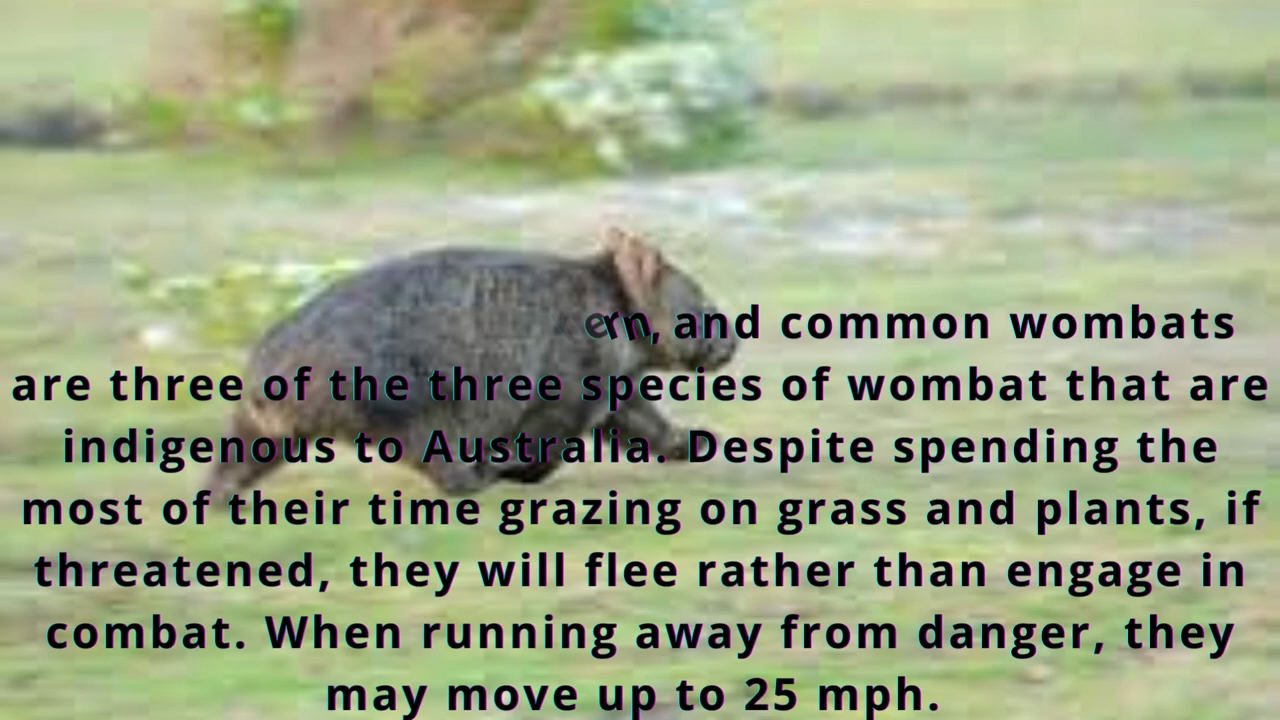 and common wombats
are three of the three species of wombat that are
indigenous to Australia. Despite spending the
most of their time grazing on grass and plants, if
threatened, they will flee rather than engage in
combat. When running away from danger, they
may move up to 25 mph.